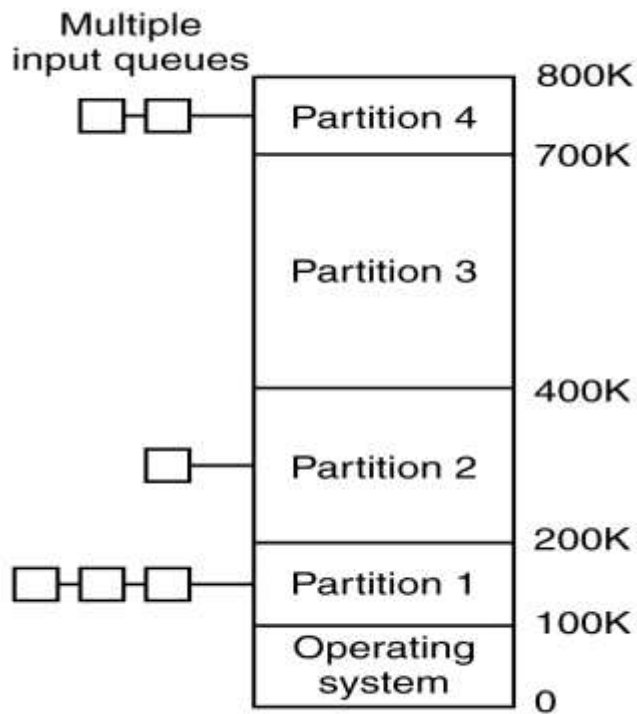 Multiple
input queues
800K
Partition 4
700K
Partition 3
400K
Partition 2
200K
Partition 1
100K
Operating
system
0